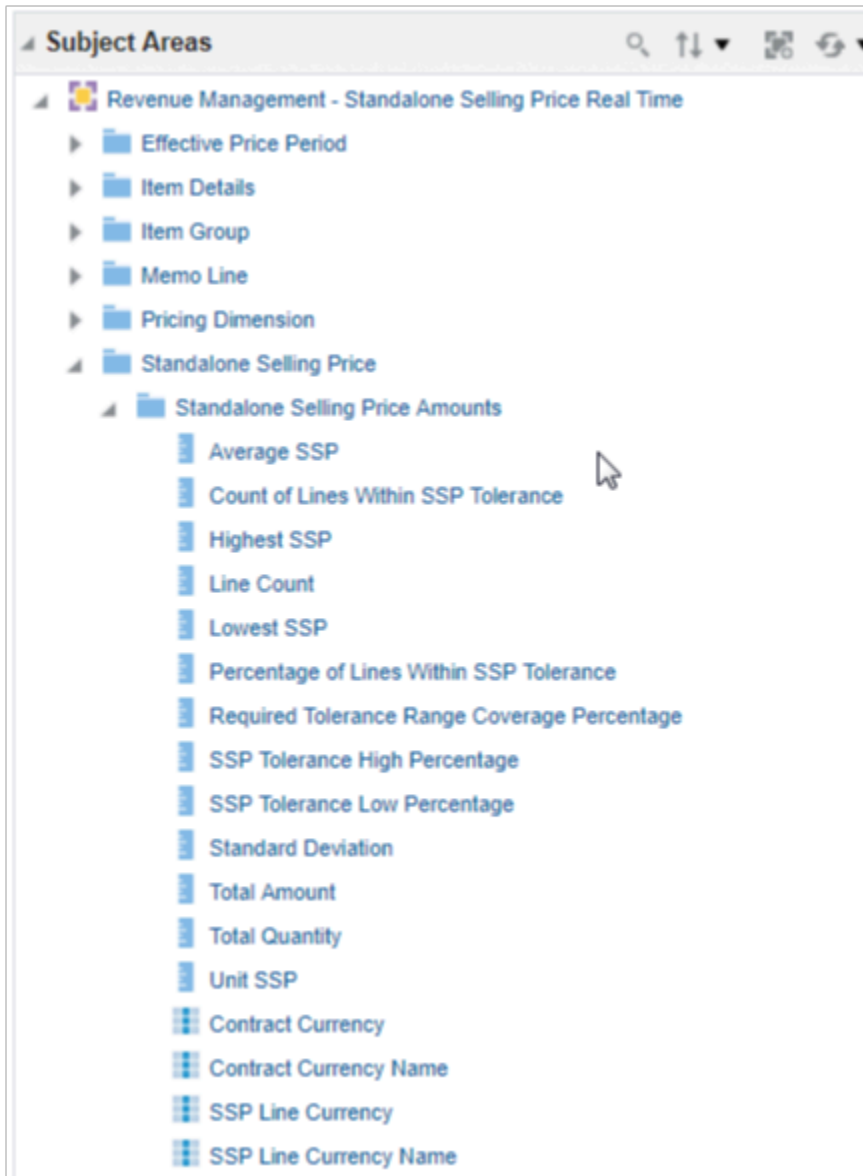 Subject Areas
Revenue Management - Standalone Selling Price Real Time
Effective Price Period
Item Details
Item Group
Memo Line
Pricing Dimension
Standalone Selling Price
Standalone Selling Price Amounts
Average SSP
Count of Lines Within SSP Tolerance
Highest SSP
Line Count
Lowest SSP
Percentage of Lines Within SSP Tolerance
Required Tolerance Range Coverage Percentage
SSP Tolerance High Percentage
SSP Tolerance Low Percentage
Standard Deviation
Total Amount
Total Quantity
Unit SSP
Contract Currency
Contract Currency Name
SSP Line Currency
SSP Line Currency Name